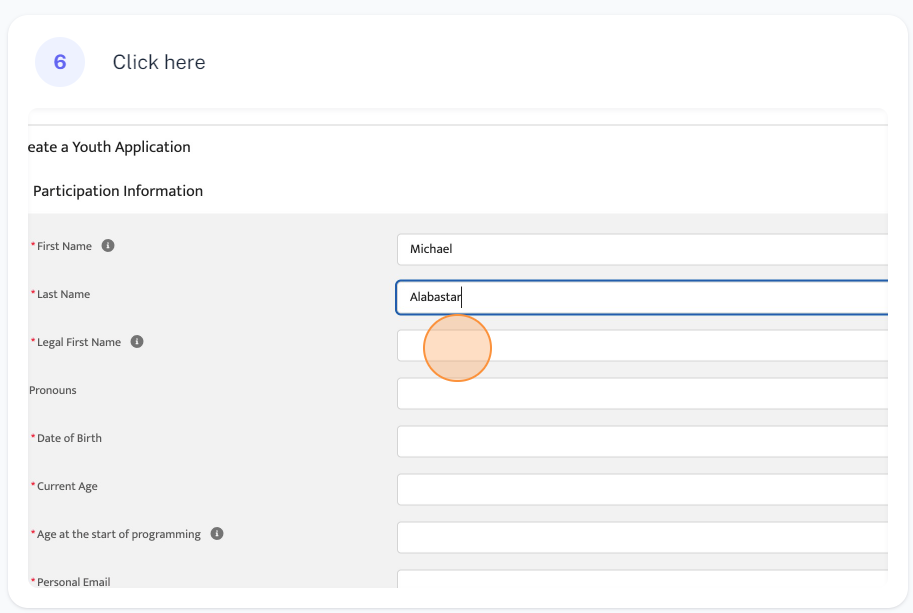 6 Click here
eate a Youth Application
Participation Information
*First Name i
Michael
*Last Name
Alabastar
*Legal First Name i
Pronouns
*Date of Birth
*Current Age
*Age at the start of programming i
*Personal Email